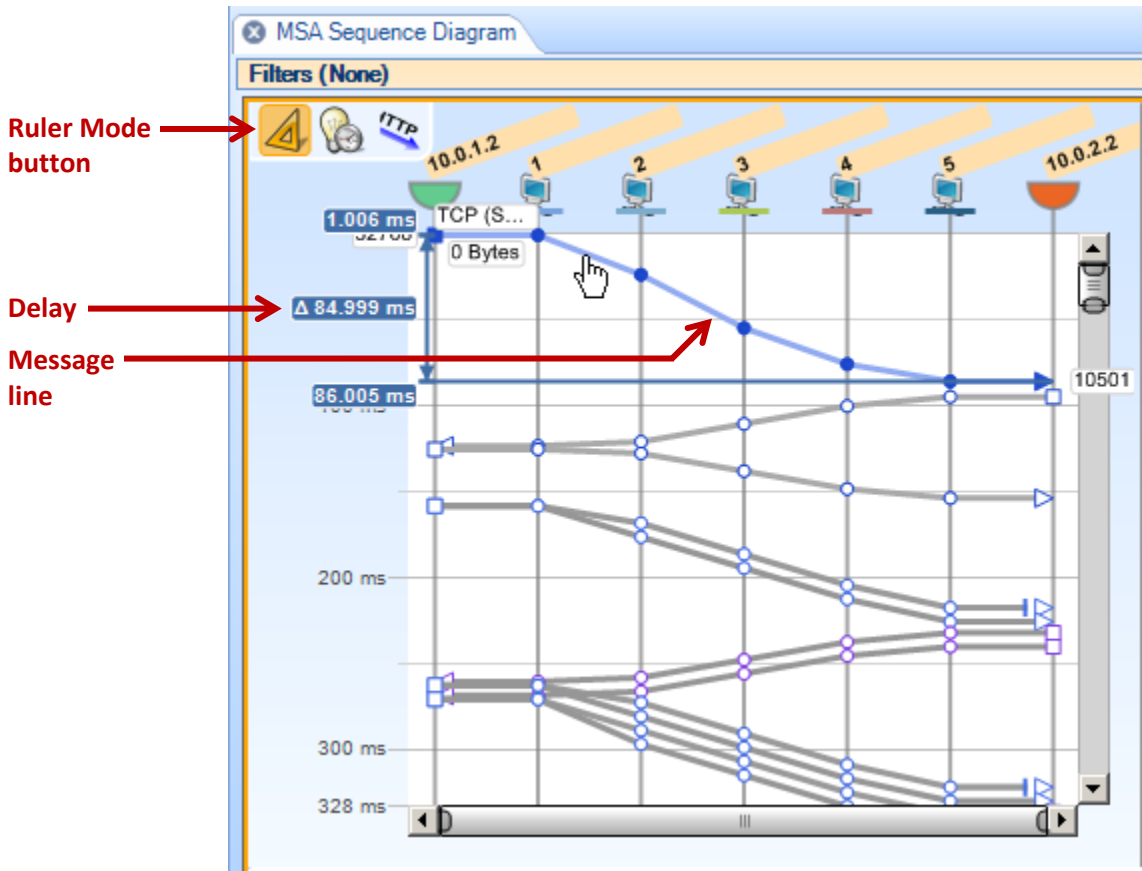 MSA Sequence Diagram
Filters (None)
Ruler Mode
button
HTTP
10.0.1.2
1
2
3
4
5
10.0.2.2
1.006 ms
TCP (S...
0 Bytes
Delay
Δ 84.999 ms
Message
line
86.005 ms
10501
200 ms
300 ms
328 ms